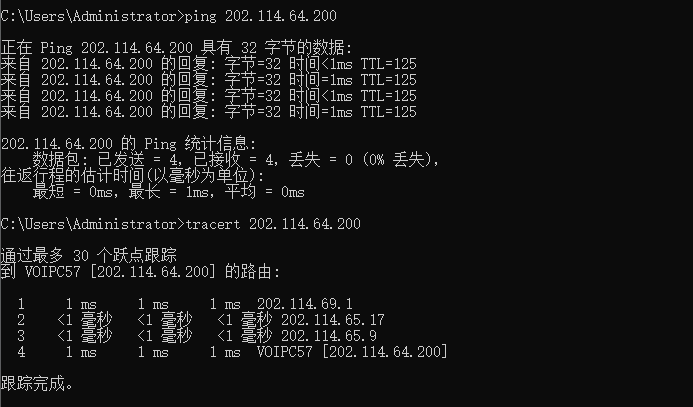 C:\Users\Administrator>ping 202.114.64.200
正在 Ping 202.114.64.200 具有 32 字节的数据:
来自 202.114.64.200 的回复: 字节=32 时间<1ms TTL=125
来自 202.114.64.200 的回复: 字节=32 时间=1ms TTL=125
来自 202.114.64.200 的回复: 字节=32 时间<1ms TTL=125
来自 202.114.64.200 的回复: 字节=32 时间=1ms TTL=125
202.114.64.200 的 Ping 统计信息:
数据包: 已发送 = 4, 已接收 = 4, 丢失 = 0 (0% 丢失),
往返行程的估计时间(以毫秒为单位):
最短 = 0ms, 最长 = 1ms, 平均 = 0ms
C:\Users\Administrator>tracert 202.114.64.200
通过最多 30 个跃点跟踪
到 VOIPC57 [202.114.64.200] 的路由:
1 1 ms 1 ms 1 ms 202.114.69.1
2 <1 毫秒 <1 毫秒 <1 毫秒 202.114.65.17
3 <1 毫秒 <1 毫秒 <1 毫秒 202.114.65.9
4 1 ms 1 ms 1 ms VOIPC57 [202.114.64.200]
跟踪完成。